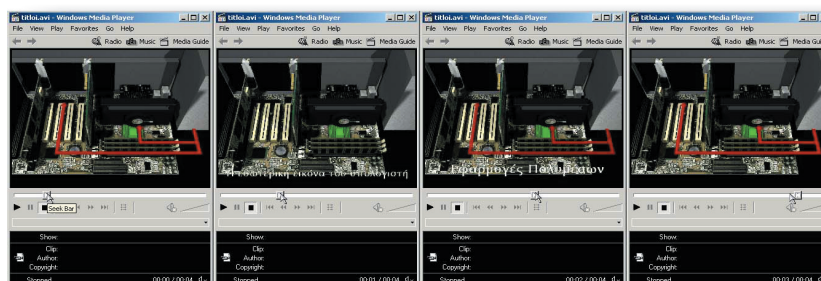 titloi.avi - Windows Media Player
File View Play Favorites Go Help
Radio Music Media Guide
Seek Bar
Show:
Clip:
Author:
Copyright:
Stopped 00:00 / 00:04
titloi.avi - Windows Media Player
File View Play Favorites Go Help
Radio Music Media Guide
εικόνα του υπολογιστή
Show:
Clip:
Author:
Copyright:
Stopped 00:01 / 00:04
titloi.avi - Windows Media Player
File View Play Favorites Go Help
Radio Music Media Guide
Εφαρμογές Πολυμέσων
Show:
Clip:
Author:
Copyright:
Stopped 00:02 / 00:04
titloi.avi - Windows Media Player
File View Play Favorites Go Help
Radio Music Media Gui
Show:
Clip:
Author:
Copyright:
Stopped 00:03 / 00:04